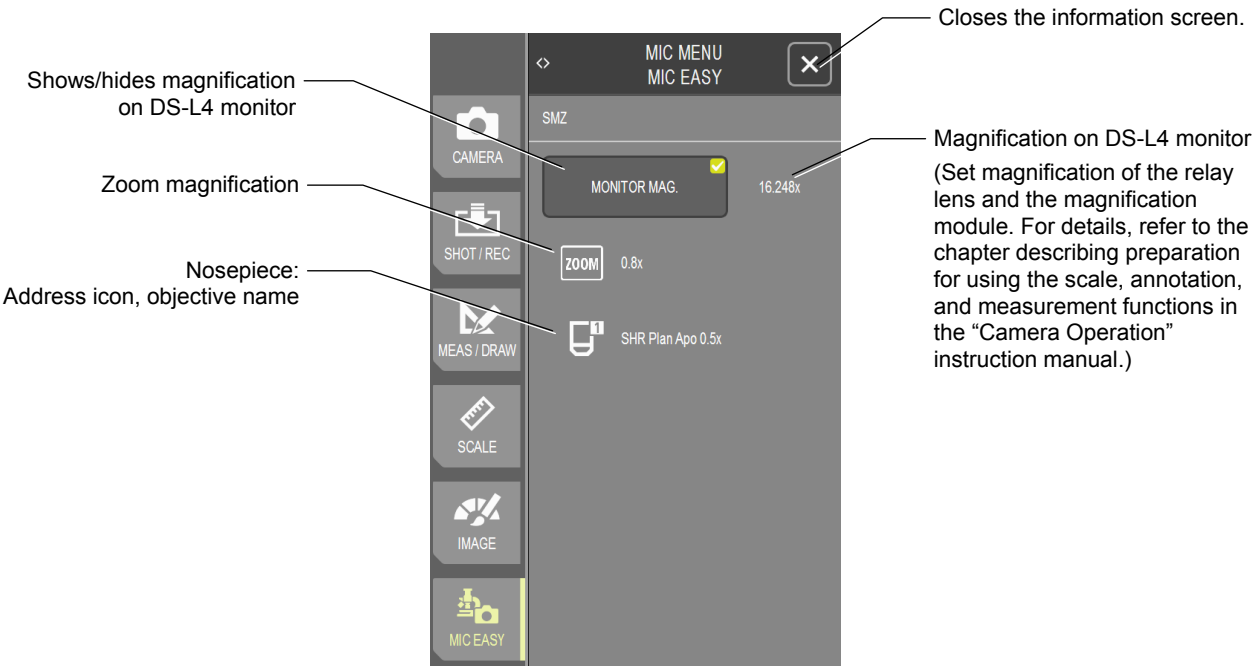 Closes the information screen.
Shows/hides magnification
on DS-L4 monitor
Zoom magnification
Nosepiece:
Address icon, objective name
CAMERA
SHOT / REC
MEAS / DRAW
SCALE
IMAGE
MIC EASY
MIC MENU
MIC EASY
SMZ
MONITOR MAG.
16.248x
ZOOM
0.8x
1
SHR Plan Apo 0.5x
Magnification on DS-L4 monitor
(Set magnification of the relay
lens and the magnification
module. For details, refer to the
chapter describing preparation
for using the scale, annotation,
and measurement functions in
the “Camera Operation”
instruction manual.)